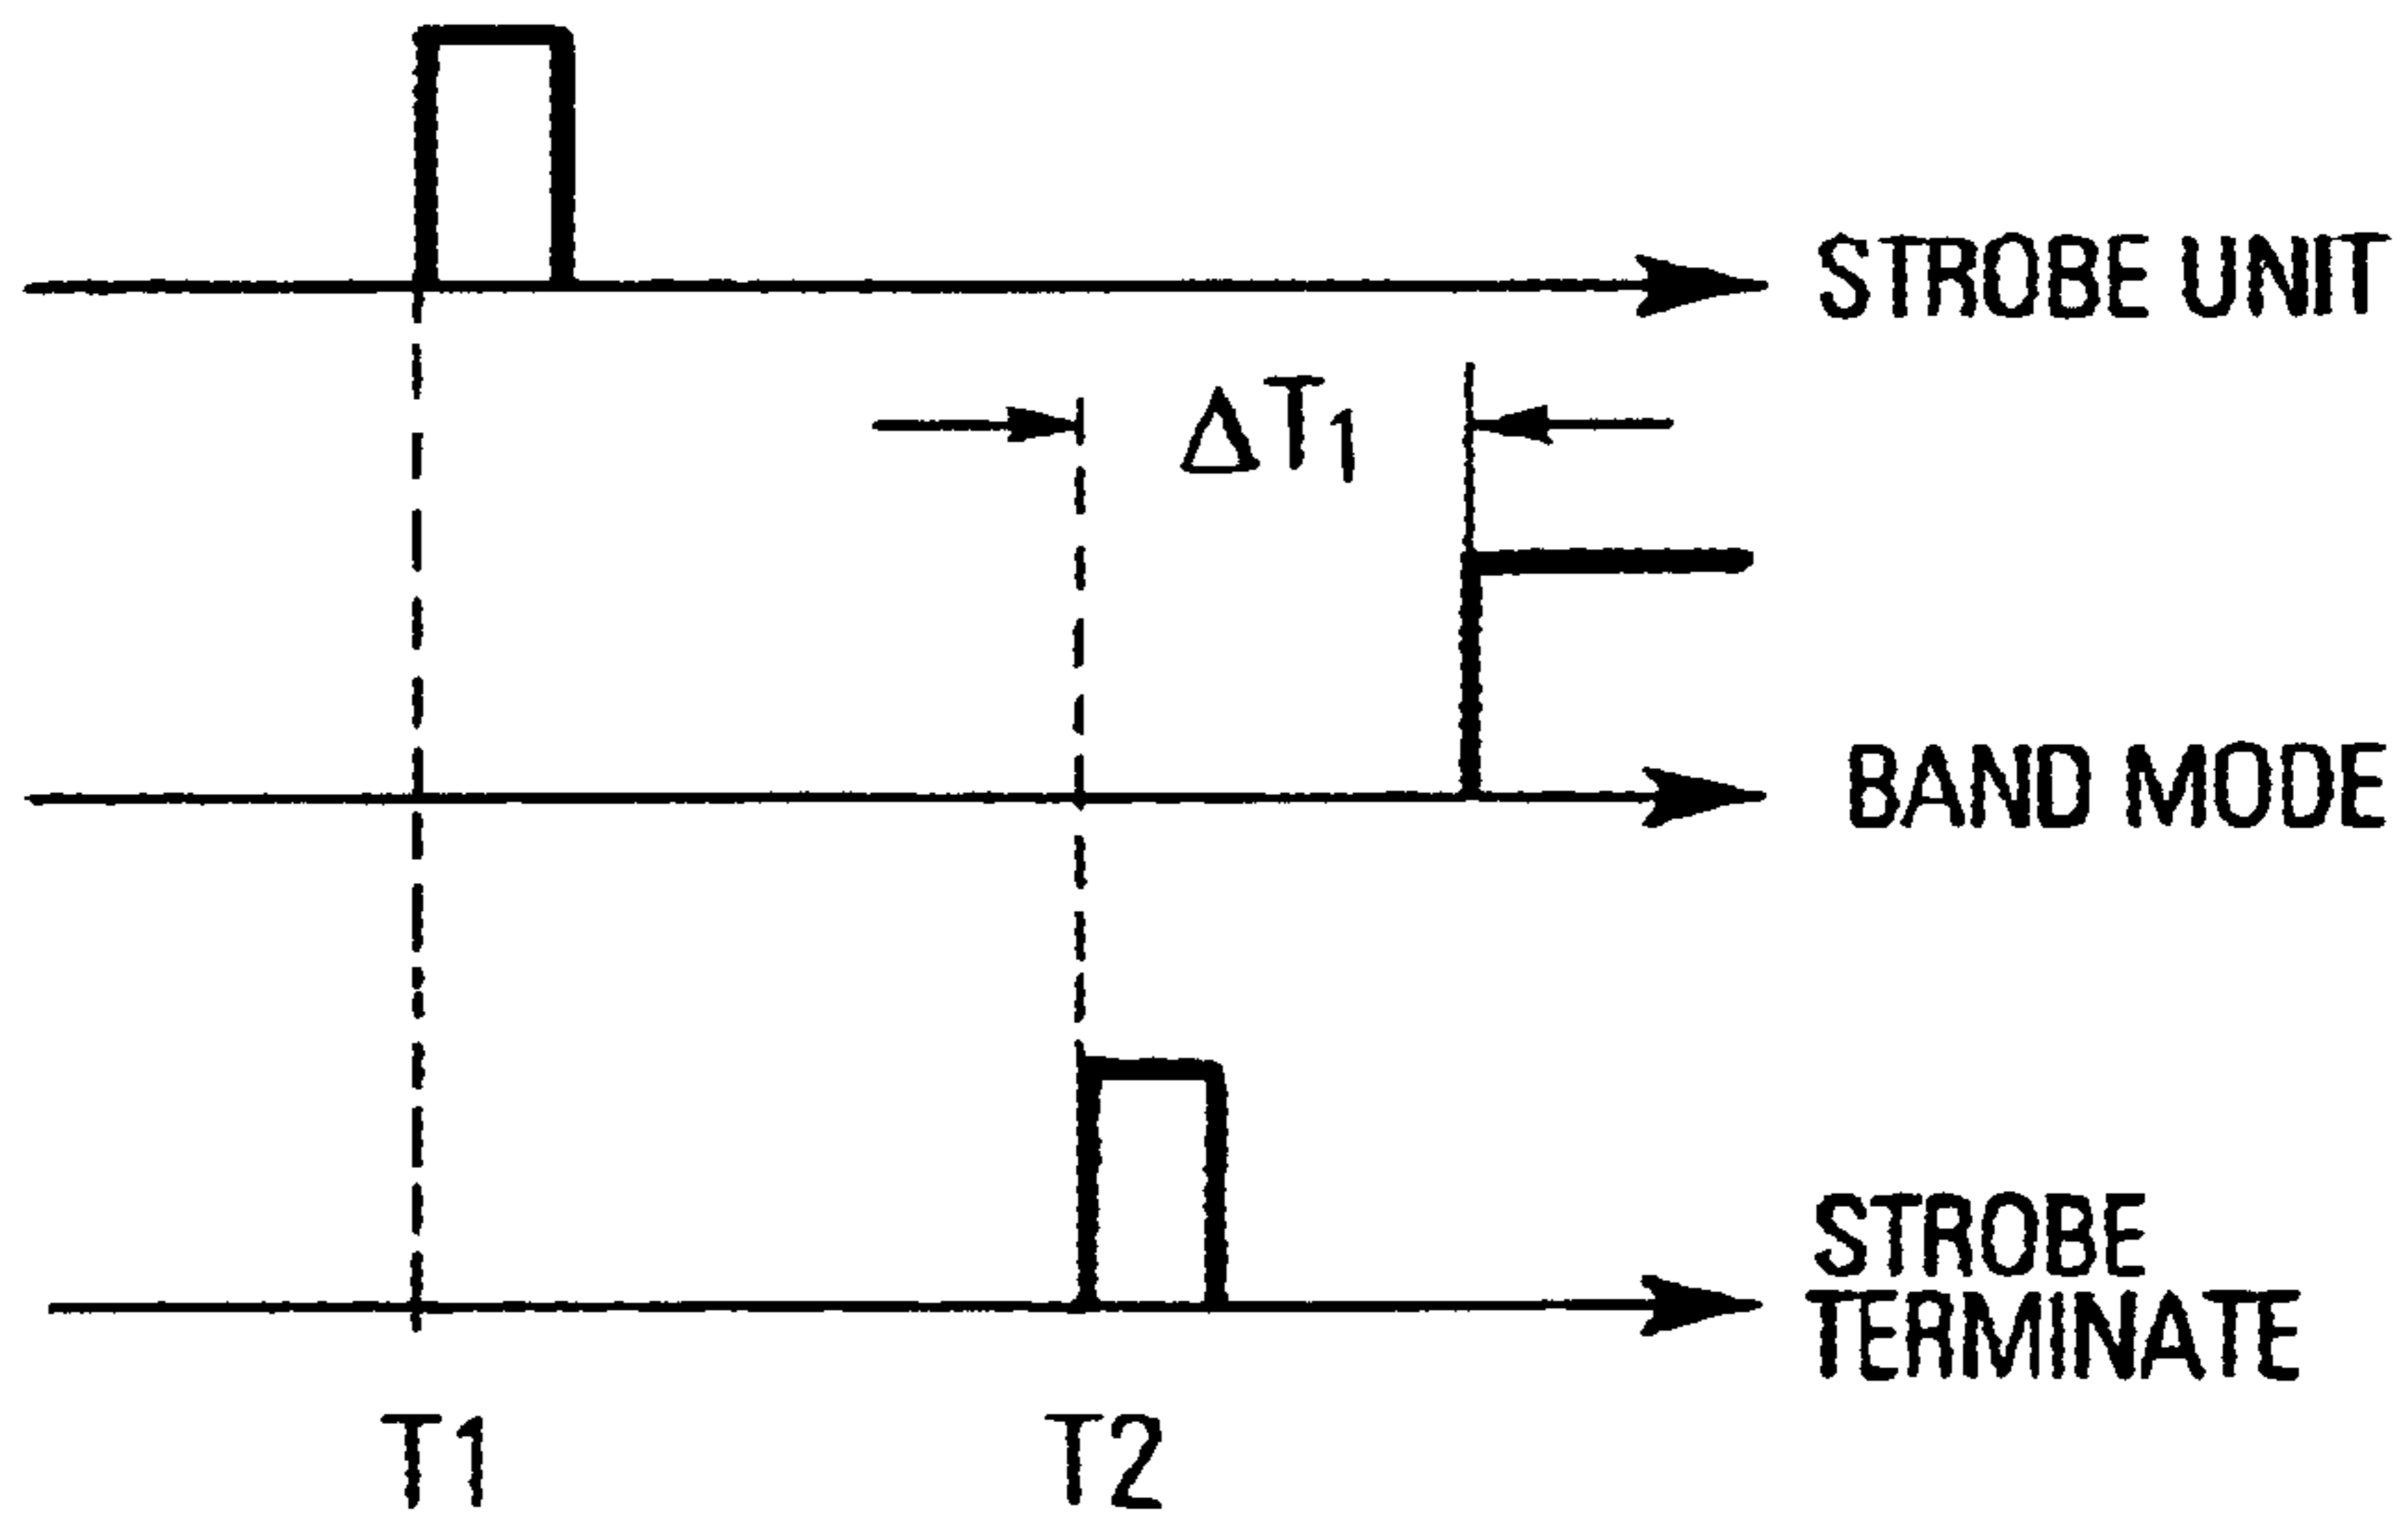 STROBE UNIT
ΔT1
BAND MODE
STROBE
TERMINATE
T1 T2